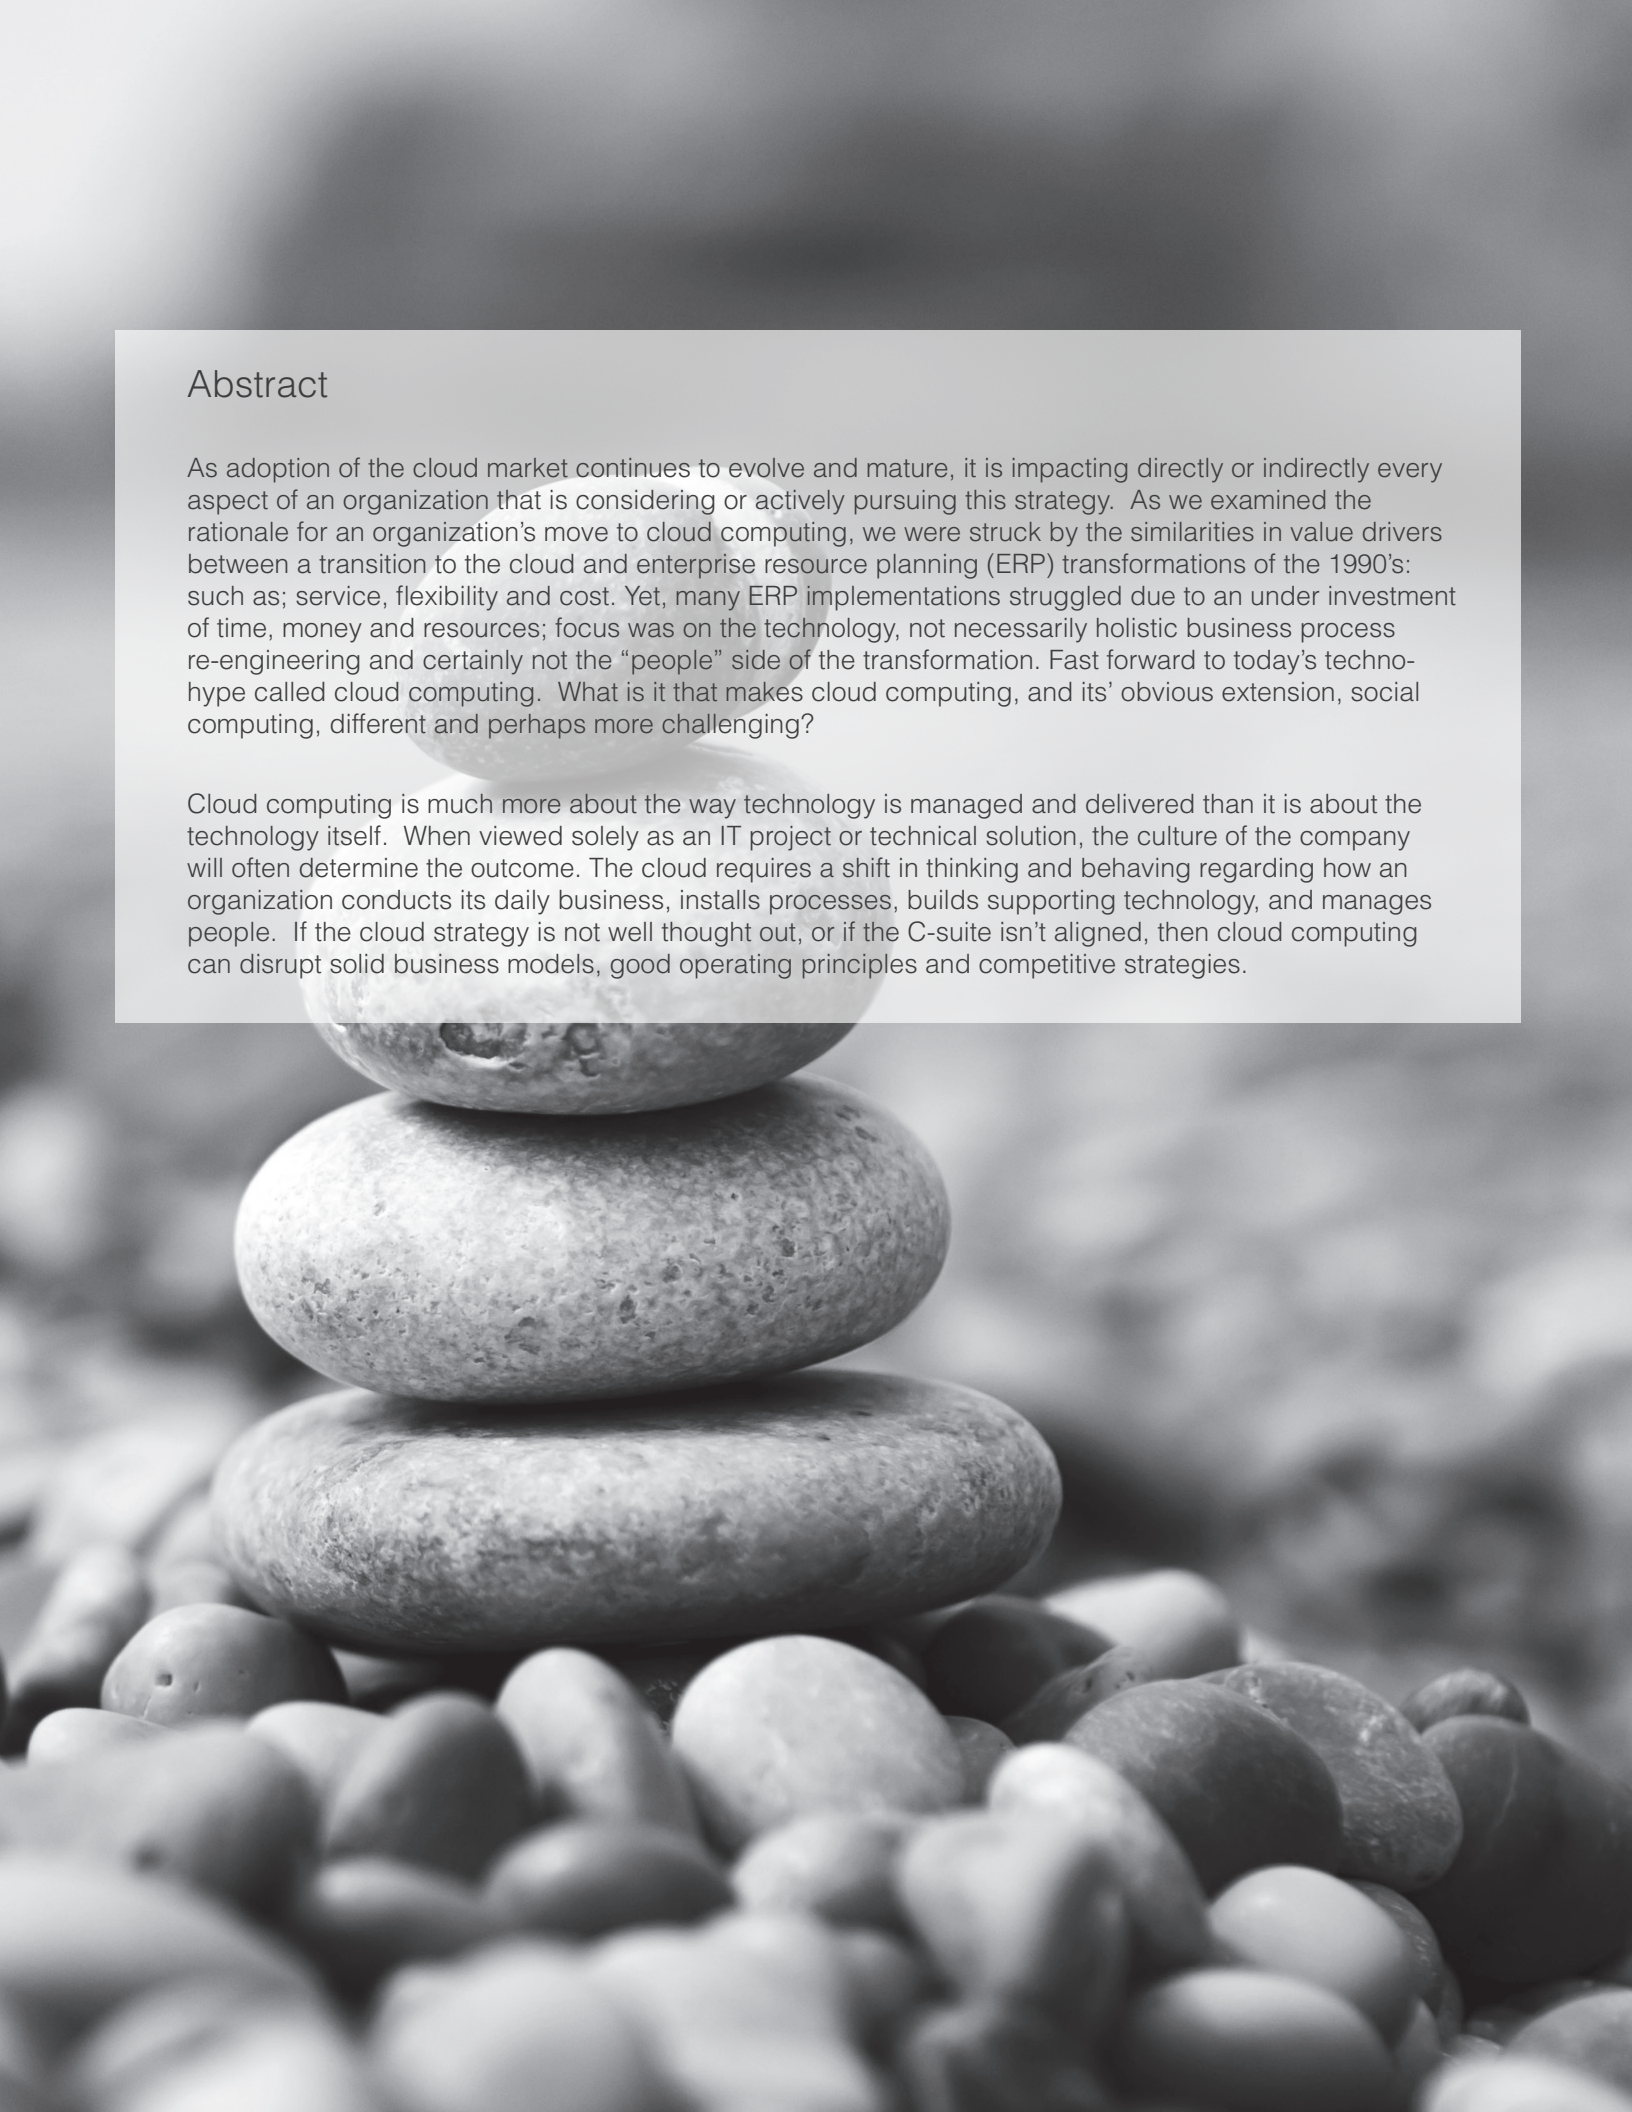 Abstract
As adoption of the cloud market continues to evolve and mature, it is impacting directly or indirectly every
aspect of an organization that is considering or actively pursuing this strategy.  As we examined the
rationale for an organization’s move to cloud computing, we were struck by the similarities in value drivers
between a transition to the cloud and enterprise resource planning (ERP) transformations of the 1990’s:
such as; service, flexibility and cost. Yet, many ERP implementations struggled due to an under investment
of time, money and resources; focus was on the technology, not necessarily holistic business process
re-engineering and certainly not the “people” side of the transformation. Fast forward to today’s techno-
hype called cloud computing.  What is it that makes cloud computing, and its’ obvious extension, social
computing, different and perhaps more challenging?
Cloud computing is much more about the way technology is managed and delivered than it is about the
technology itself.  When viewed solely as an IT project or technical solution, the culture of the company
will often determine the outcome. The cloud requires a shift in thinking and behaving regarding how an
organization conducts its daily business, installs processes, builds supporting technology, and manages
people.  If the cloud strategy is not well thought out, or if the C-suite isn’t aligned, then cloud computing
can disrupt solid business models, good operating principles and competitive strategies.